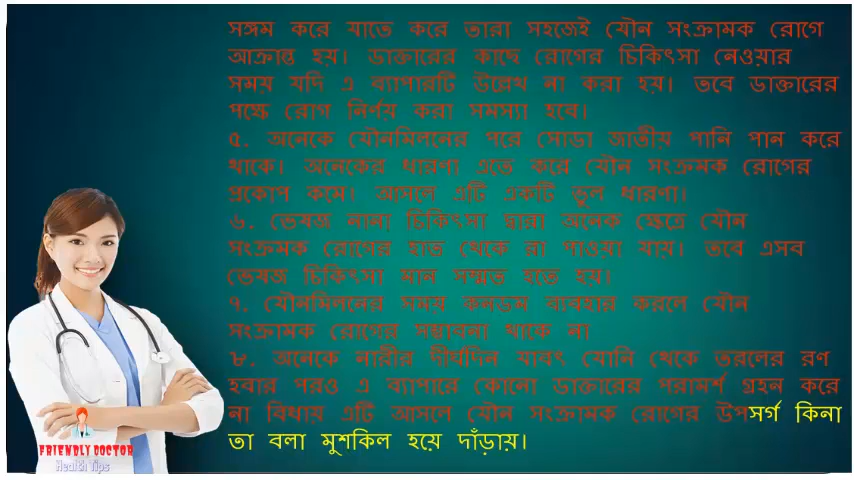 সঙ্গম করে যাতে করে তারা সহজেই যৌন সংক্রামক রোগে
আক্রান্ত হয়। ডাক্তারের কাছে রোগের চিকিৎসা নেওয়ার
সময় যদি এ ব্যাপারটি উল্লেখ না করা হয়। তবে ডাক্তারের
পক্ষে রোগ নির্ণয় করা সমস্যা হবে।
৫. অনেকে যৌনমিলনের পরে সোডা জাতীয় পানি পান করে
থাকে। অনেকের ধারণা এতে করে যৌন সংক্রমক রোগের
প্রকোপ কমে। আসলে এটি একটি ভুল ধারণা।
৬. ভেষজ নানা চিকিৎসা দ্বারা অনেক ক্ষেত্রে যৌন
সংক্রমক রোগের হাত থেকে রা পাওয়া যায়। তবে এসব
ভেষজ চিকিৎসা মান সম্মত হতে হয়।
৭. যৌনমিলনের সময় কনডম ব্যবহার করলে যৌন
সংক্রামক রোগের সম্ভাবনা থাকে না
৮. অনেকে নারীর দীর্ঘদিন যাবৎ যোনি থেকে তরলের রণ
হবার পরও এ ব্যাপারে কোনো ডাক্তারের পরামর্শ গ্রহন করে
না বিধায় এটি আসলে যৌন সংক্রামক রোগের উপসর্গ কিনা
তা বলা মুশকিল হয়ে দাঁড়ায়।
FRIENDLY DOCTOR
Health Tips